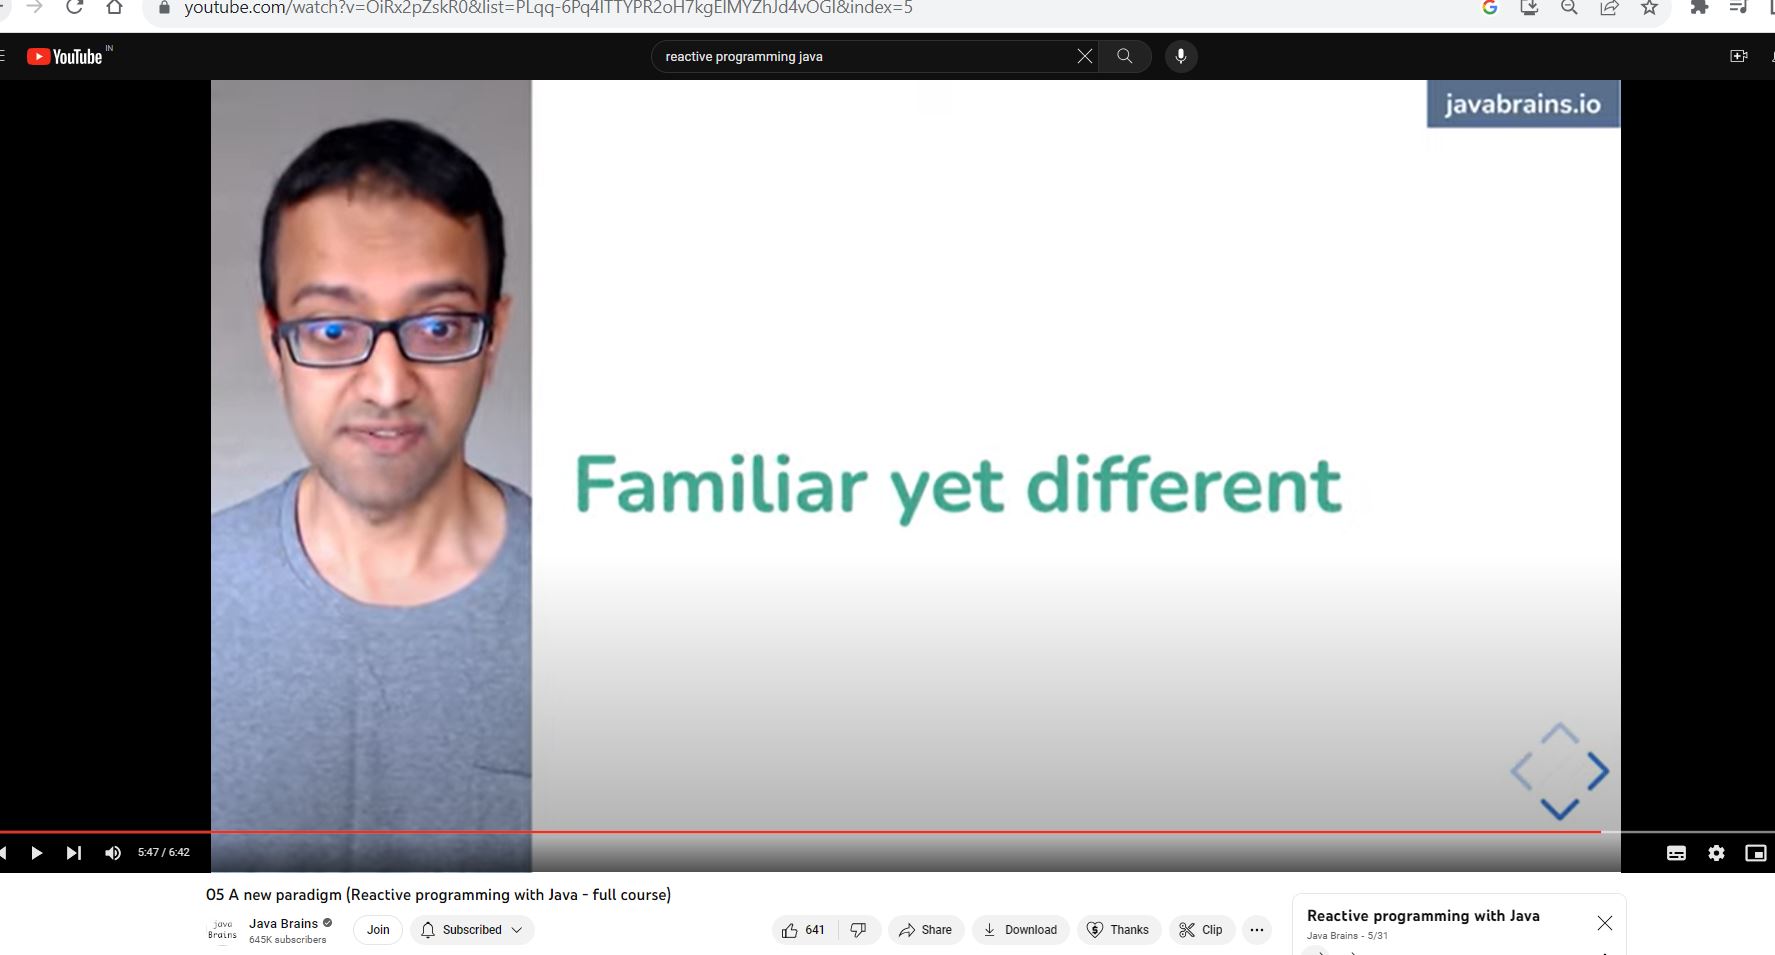 youtube.com/watch?v=OiRx2pZskR0&list=PLqq-6Pq4lTTYPR2oH7kgElMYZhJd4vOGI&index=5
YouTube IN
reactive programming java
javabrains.io
Familiar yet different
5:47 / 6:42
05 A new paradigm (Reactive programming with Java - full course)
java
Brains
Java Brains
645K subscribers
Join
Subscribed
641
Share
Download
Thanks
Clip
Reactive programming with Java
Java Brains - 5/31